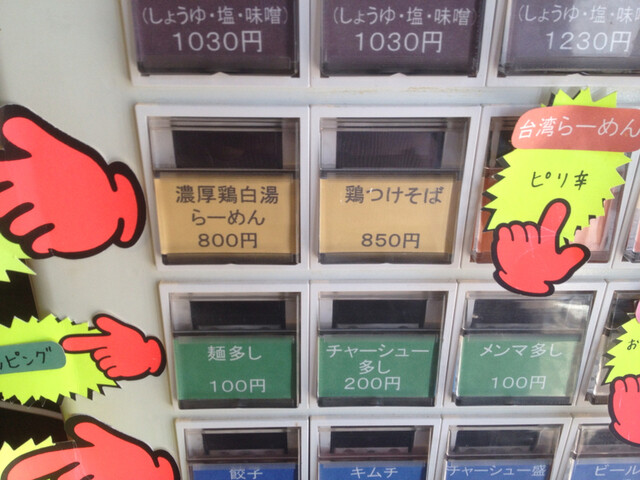 (しょうゆ・塩・味噌)
1030円
(しょうゆ・塩・味噌)
1030円
(しょうゆ・塩・味噌
1230円
濃厚鶏白湯
らーめん
800円
鶏つけそば
850円
台湾らーめん
ピリ辛
ピング
麺多し
100円
チャーシュー
多し
200円
メンマ多し
100円
お
餃子
キムチ
チャーシュー盛
ビール